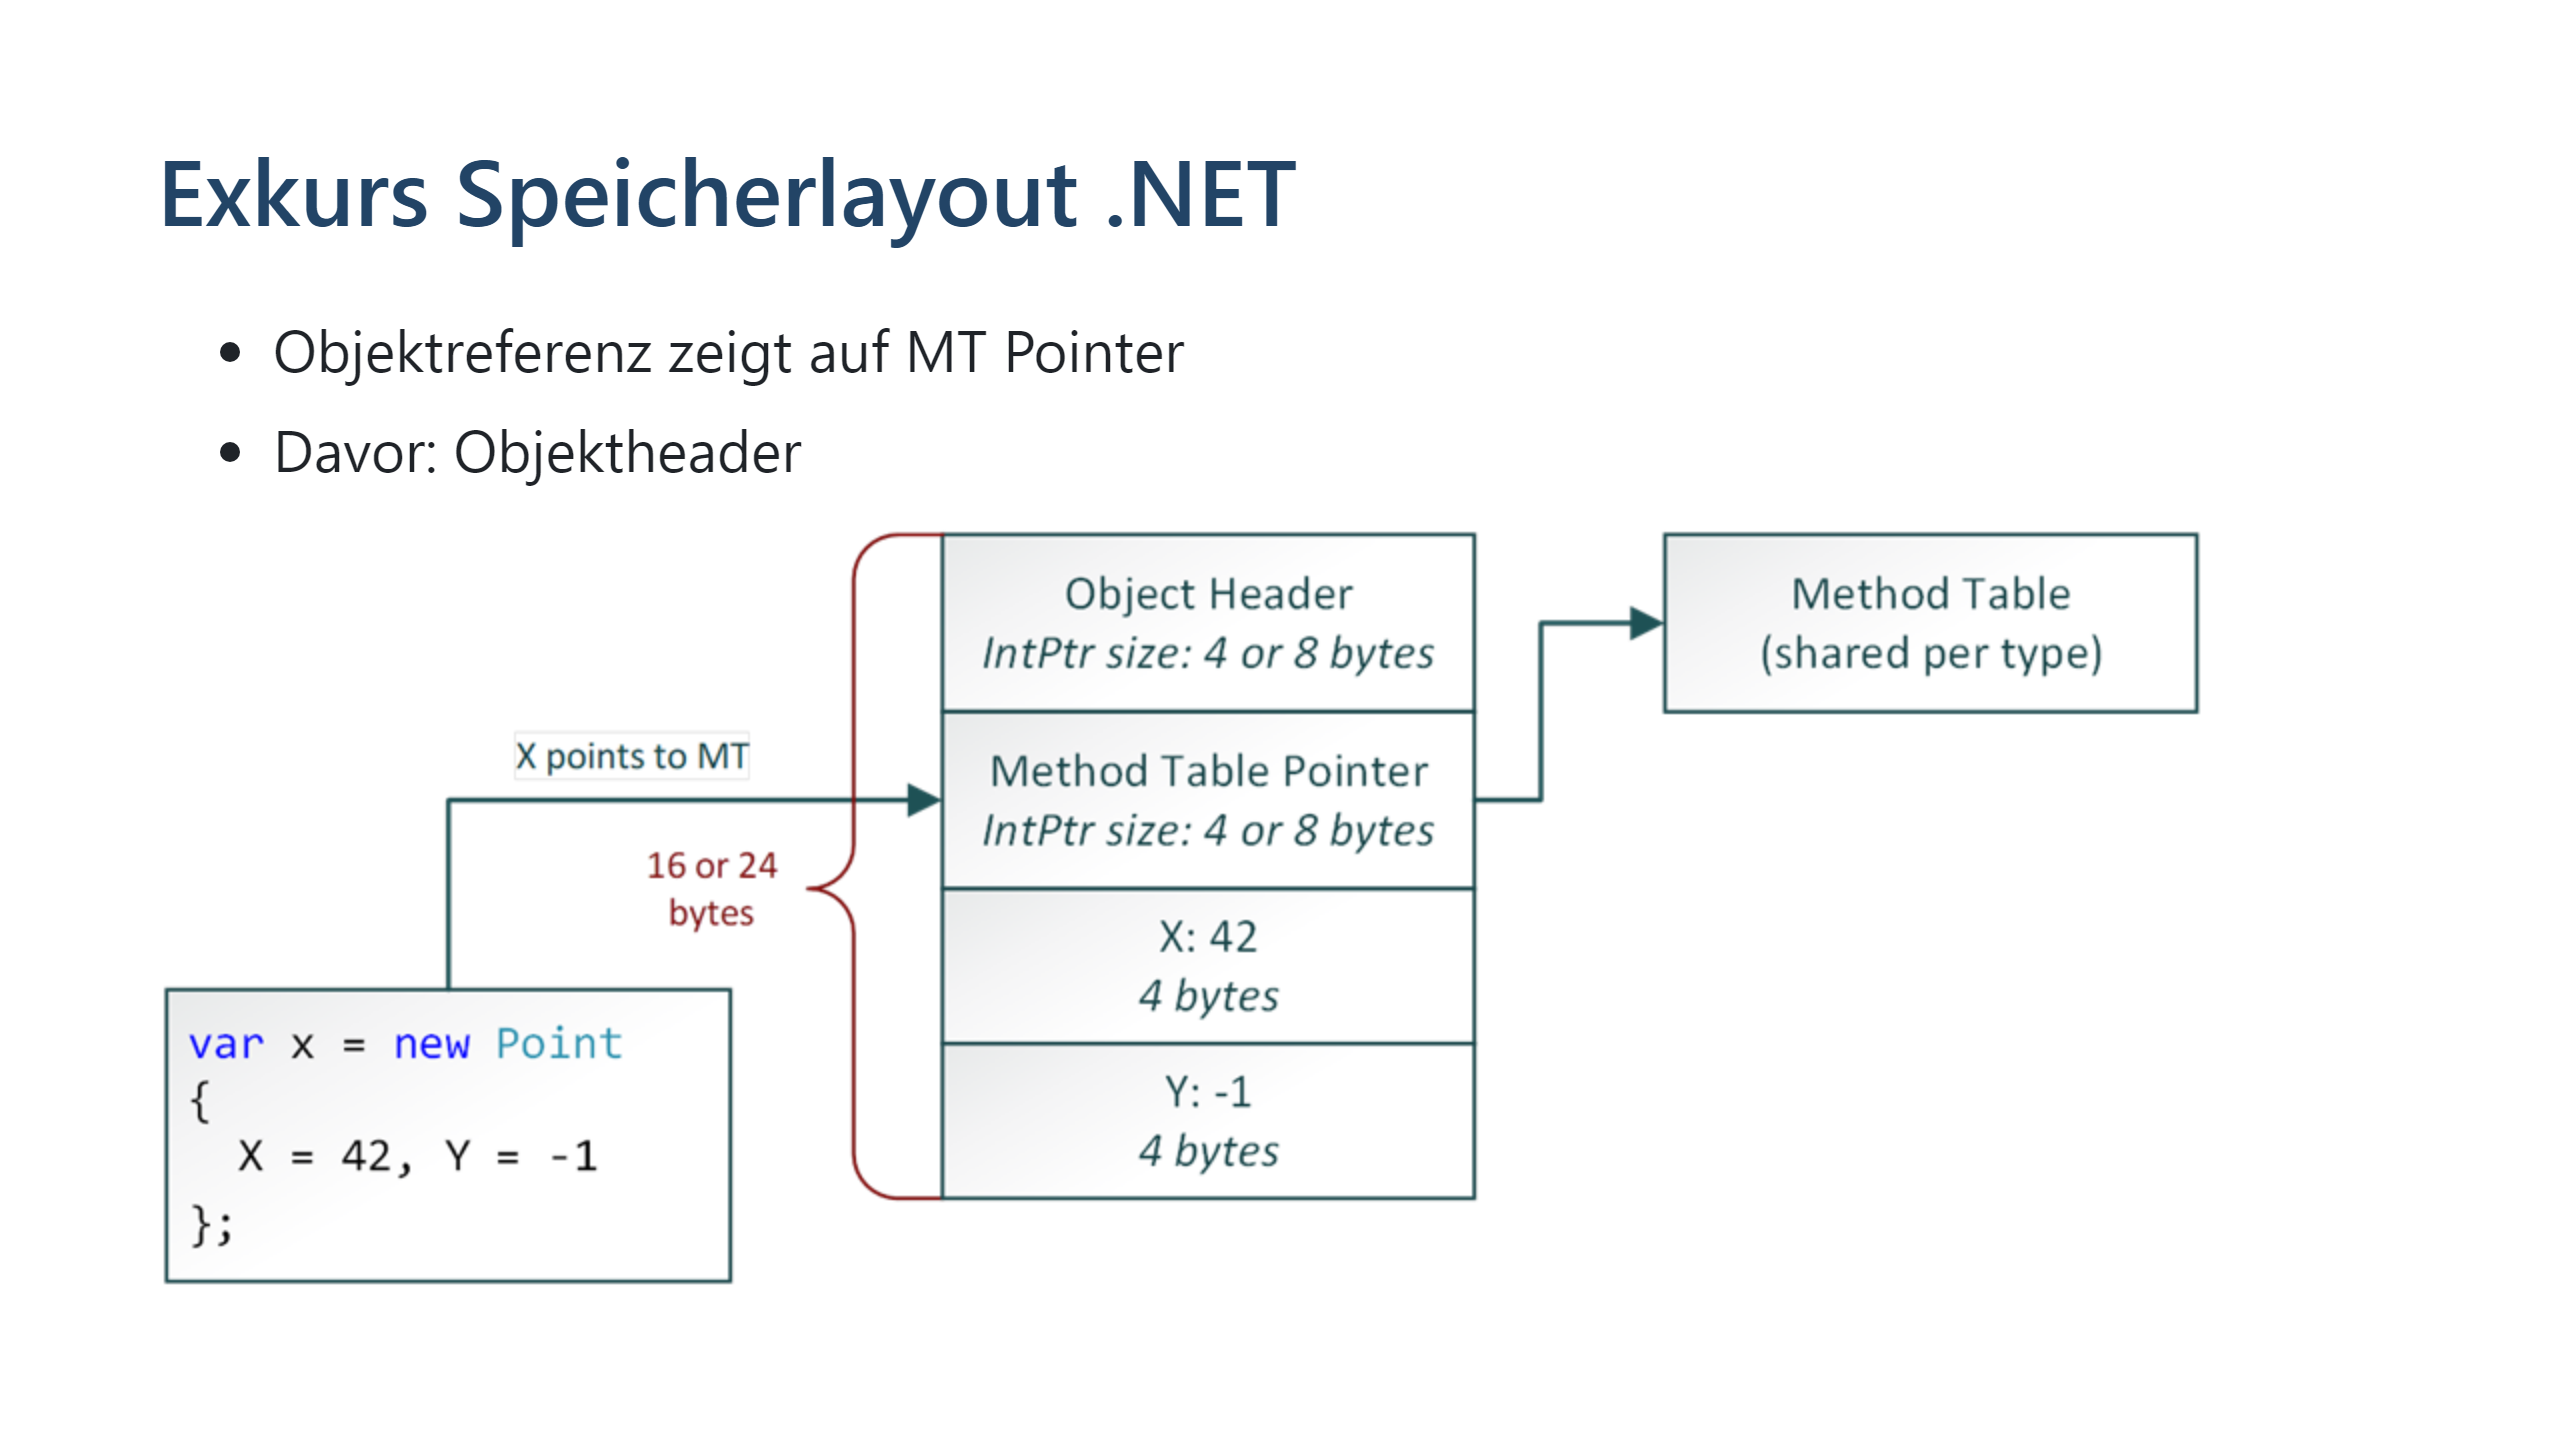 Exkurs Speicherlayout .NET
• Objektreferenz zeigt auf MT Pointer
• Davor: Objektheader
Object Header
IntPtr size: 4 or 8 bytes
Method Table
(shared per type)
X points to MT
Method Table Pointer
IntPtr size: 4 or 8 bytes
16 or 24
bytes
X: 42
4 bytes
Y: -1
4 bytes
var x = new Point
{
  X = 42, Y = -1
};